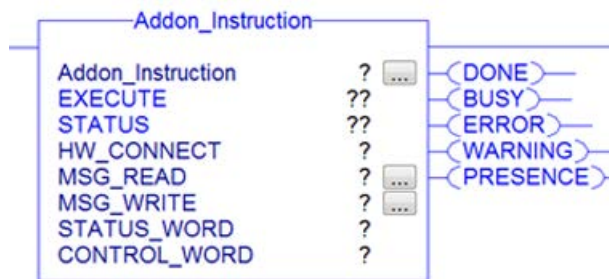 Addon_Instruction
Addon_Instruction ? ... DONE
EXECUTE ?? BUSY
STATUS ?? ERROR
HW_CONNECT ? WARNING
MSG_READ ? ... PRESENCE
MSG_WRITE ? ...
STATUS_WORD ?
CONTROL_WORD ?